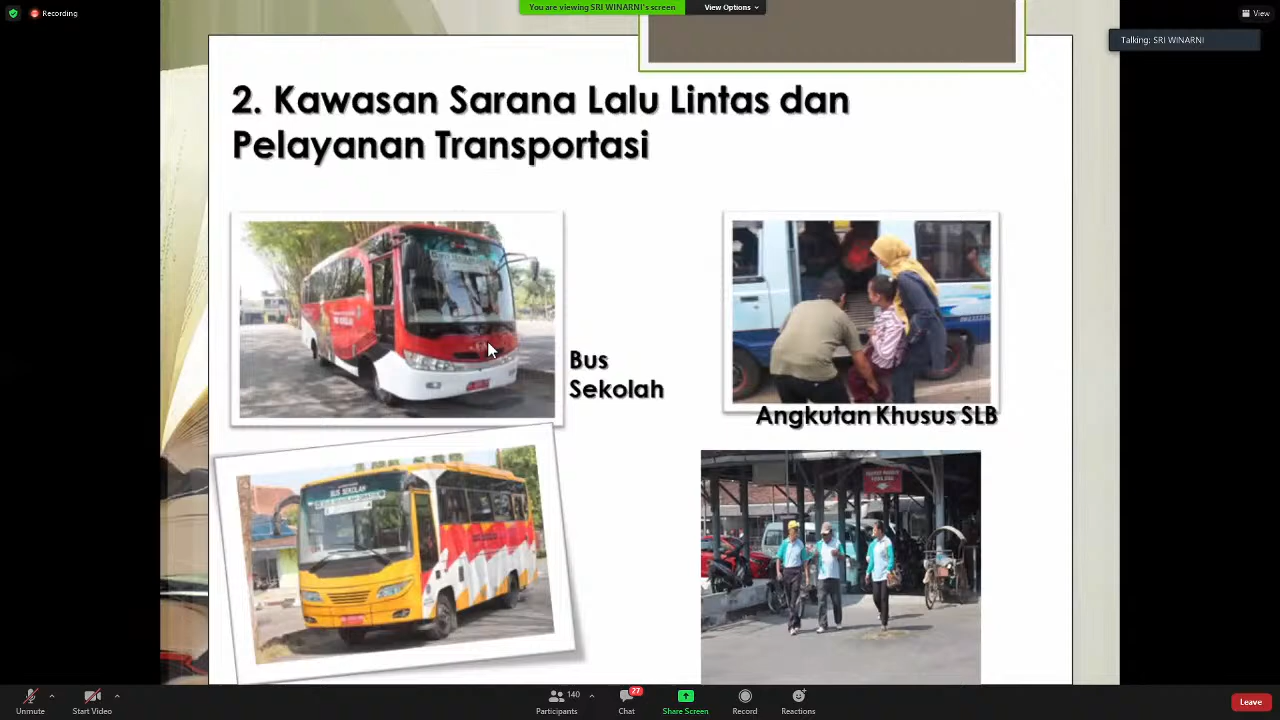 Recording
You are viewing SRI WINARNI's screen
View Options
View
Talking: SRI WINARNI
2. Kawasan Sarana Lalu Lintas dan
Pelayanan Transportasi
Bus
Sekolah
Angkutan Khusus SLB
BUS SEKOLAH
Unmute
Start Video
140
Participants
27
Chat
Share Screen
Record
Reactions
Leave